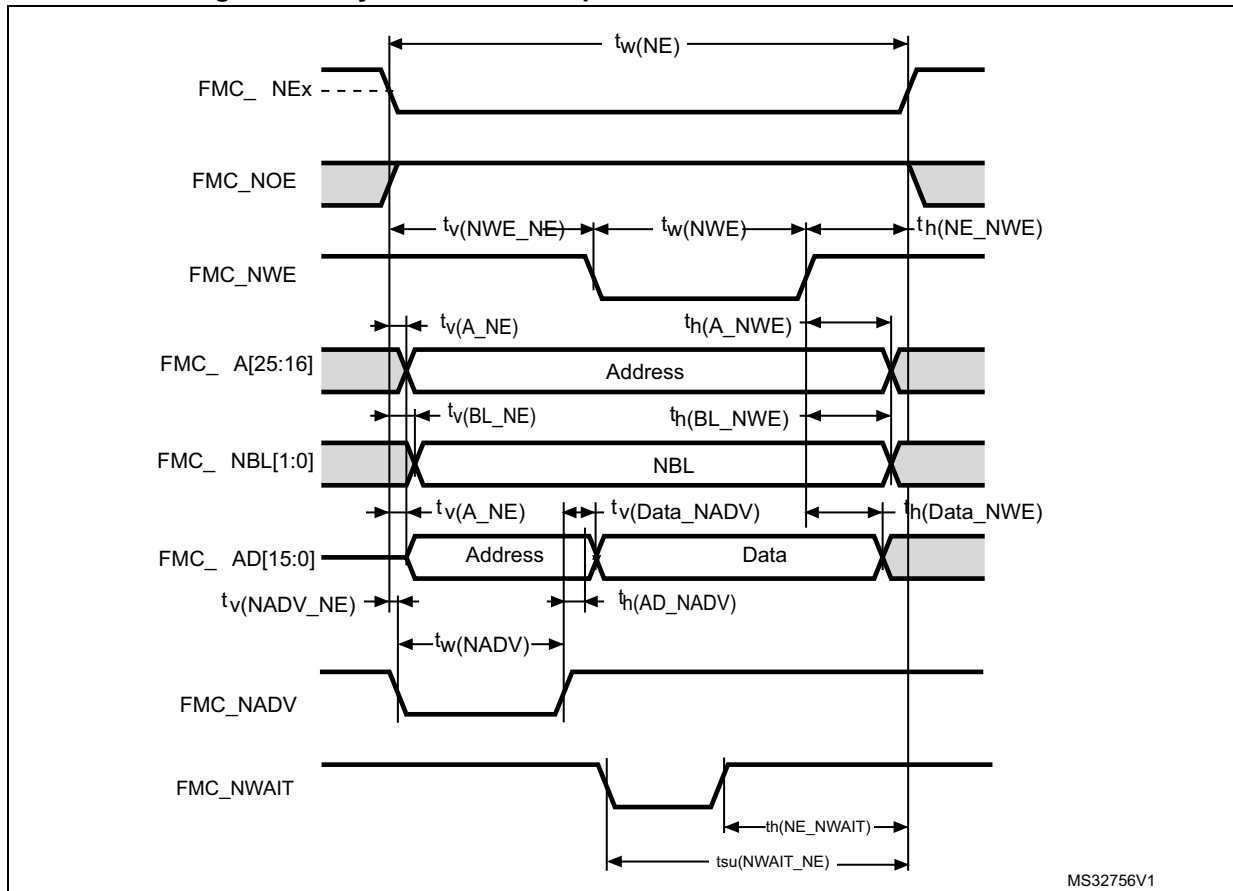 tw(NE)
FMC_ NEx
FMC_NOE
tv(NWE_NE)
tw(NWE)
th(NE_NWE)
FMC_NWE
tv(A_NE)
th(A_NWE)
FMC_ A[25:16]
Address
tv(BL_NE)
th(BL_NWE)
FMC_ NBL[1:0]
NBL
tv(A_NE)
tv(Data_NADV)
th(Data_NWE)
FMC_ AD[15:0]
Address
Data
tv(NADV_NE)
th(AD_NADV)
tw(NADV)
FMC_NADV
FMC_NWAIT
th(NE_NWAIT)
tsu(NWAIT_NE)
MS32756V1